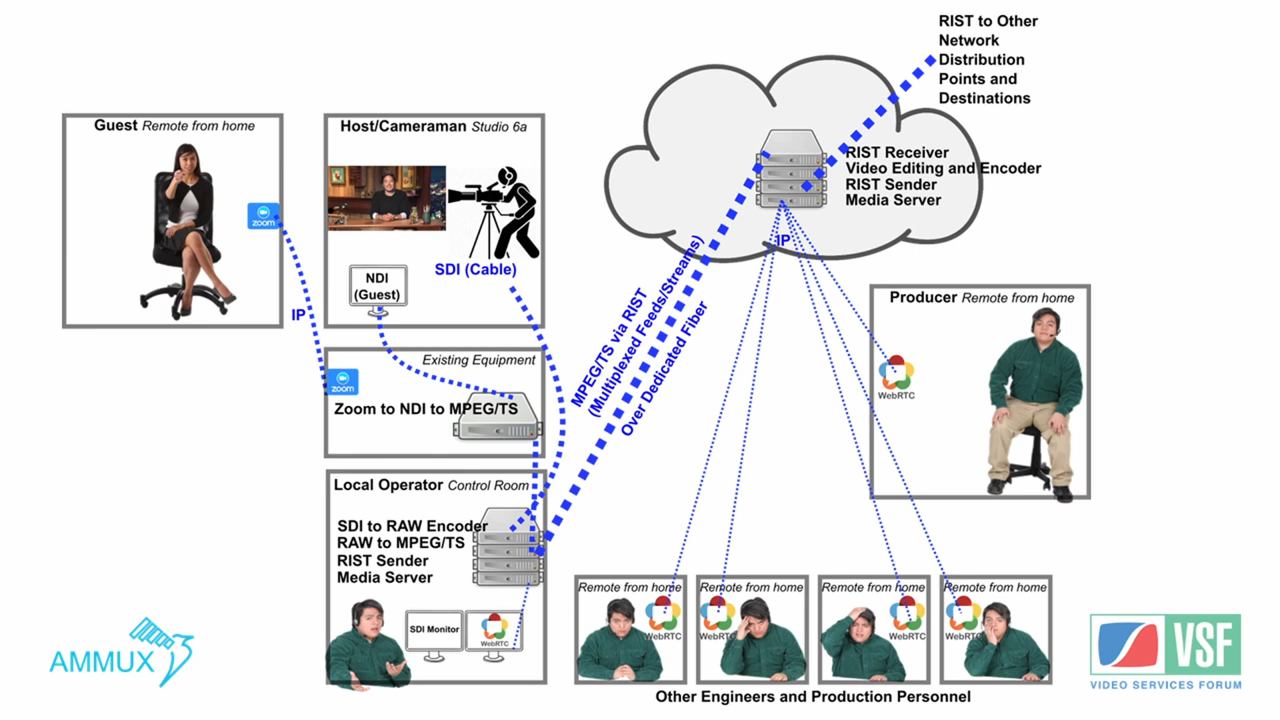 RIST to Other
Network
Distribution
Points and
Destinations
Guest Remote from home
zoom
IP
Host/Cameraman Studio 6a
SDI (Cable)
NDI
(Guest)
RIST Receiver
Video Editing and Encoder
RIST Sender
Media Server
IP
MPEG/TS via RIST
(Multiplexed Feeds/Streams)
Over Dedicated Fiber
Producer Remote from home
WebRTC
Existing Equipment
zoom
Zoom to NDI to MPEG/TS
Local Operator Control Room
SDI to RAW Encoder
RAW to MPEG/TS
RIST Sender
Media Server
SDI Monitor
WebRTC
Remote from home
WebRTC
Remote from home
WebRTC
Remote from home
WebRTC
Remote from home
WebRTC
Other Engineers and Production Personnel
AMMUX
VSF
VIDEO SERVICES FORUM